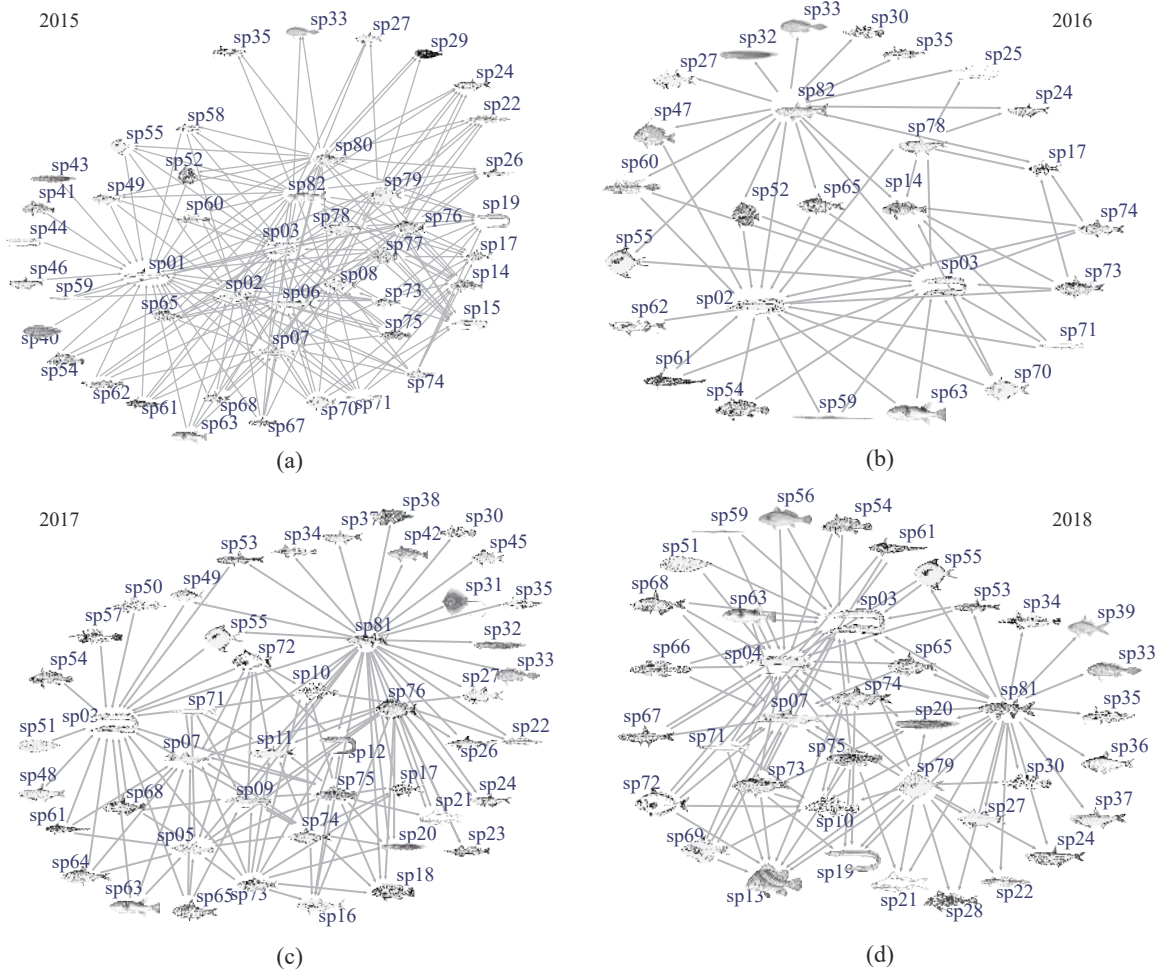 2015
sp33
sp27
sp35
sp29
sp24
sp22
sp58
sp55
sp80
sp52
sp43
sp26
sp82
sp79
sp41
sp49
sp60
sp78
sp76
sp19
sp44
sp03
sp77
sp17
sp46
sp01
sp59
sp02
sp08
sp14
sp65
sp06
sp73
sp15
sp40
sp75
sp54
sp07
sp62
sp74
sp61
sp68
sp70
sp71
sp63
sp67
(a)
2016
sp33
sp30
sp32
sp35
sp25
sp27
sp82
sp24
sp47
sp78
sp60
sp17
sp52
sp65
sp14
sp74
sp55
sp03
sp73
sp02
sp62
sp71
sp61
sp70
sp54
sp59
sp63
(b)
2017
sp38
sp37
sp30
sp34
sp42
sp45
sp53
sp31
sp49
sp35
sp50
sp57
sp55
sp81
sp32
sp72
sp54
sp10
sp27
sp33
sp76
sp71
sp03
sp51
sp07
sp11
sp12
sp26
sp22
sp48
sp68
sp09
sp75
sp17
sp21
sp24
sp61
sp05
sp74
sp20
sp23
sp64
sp63
sp65
sp73
sp16
sp18
(c)
sp56
sp59
sp54
2018
sp61
sp51
sp55
sp68
sp63
sp03
sp53
sp34
sp39
sp66
sp04
sp65
sp33
sp81
sp74
sp07
sp20
sp35
sp67
sp71
sp75
sp36
sp72
sp73
sp79
sp30
sp10
sp27
sp37
sp69
sp24
sp13
sp19
sp21
sp28
sp22
(d)